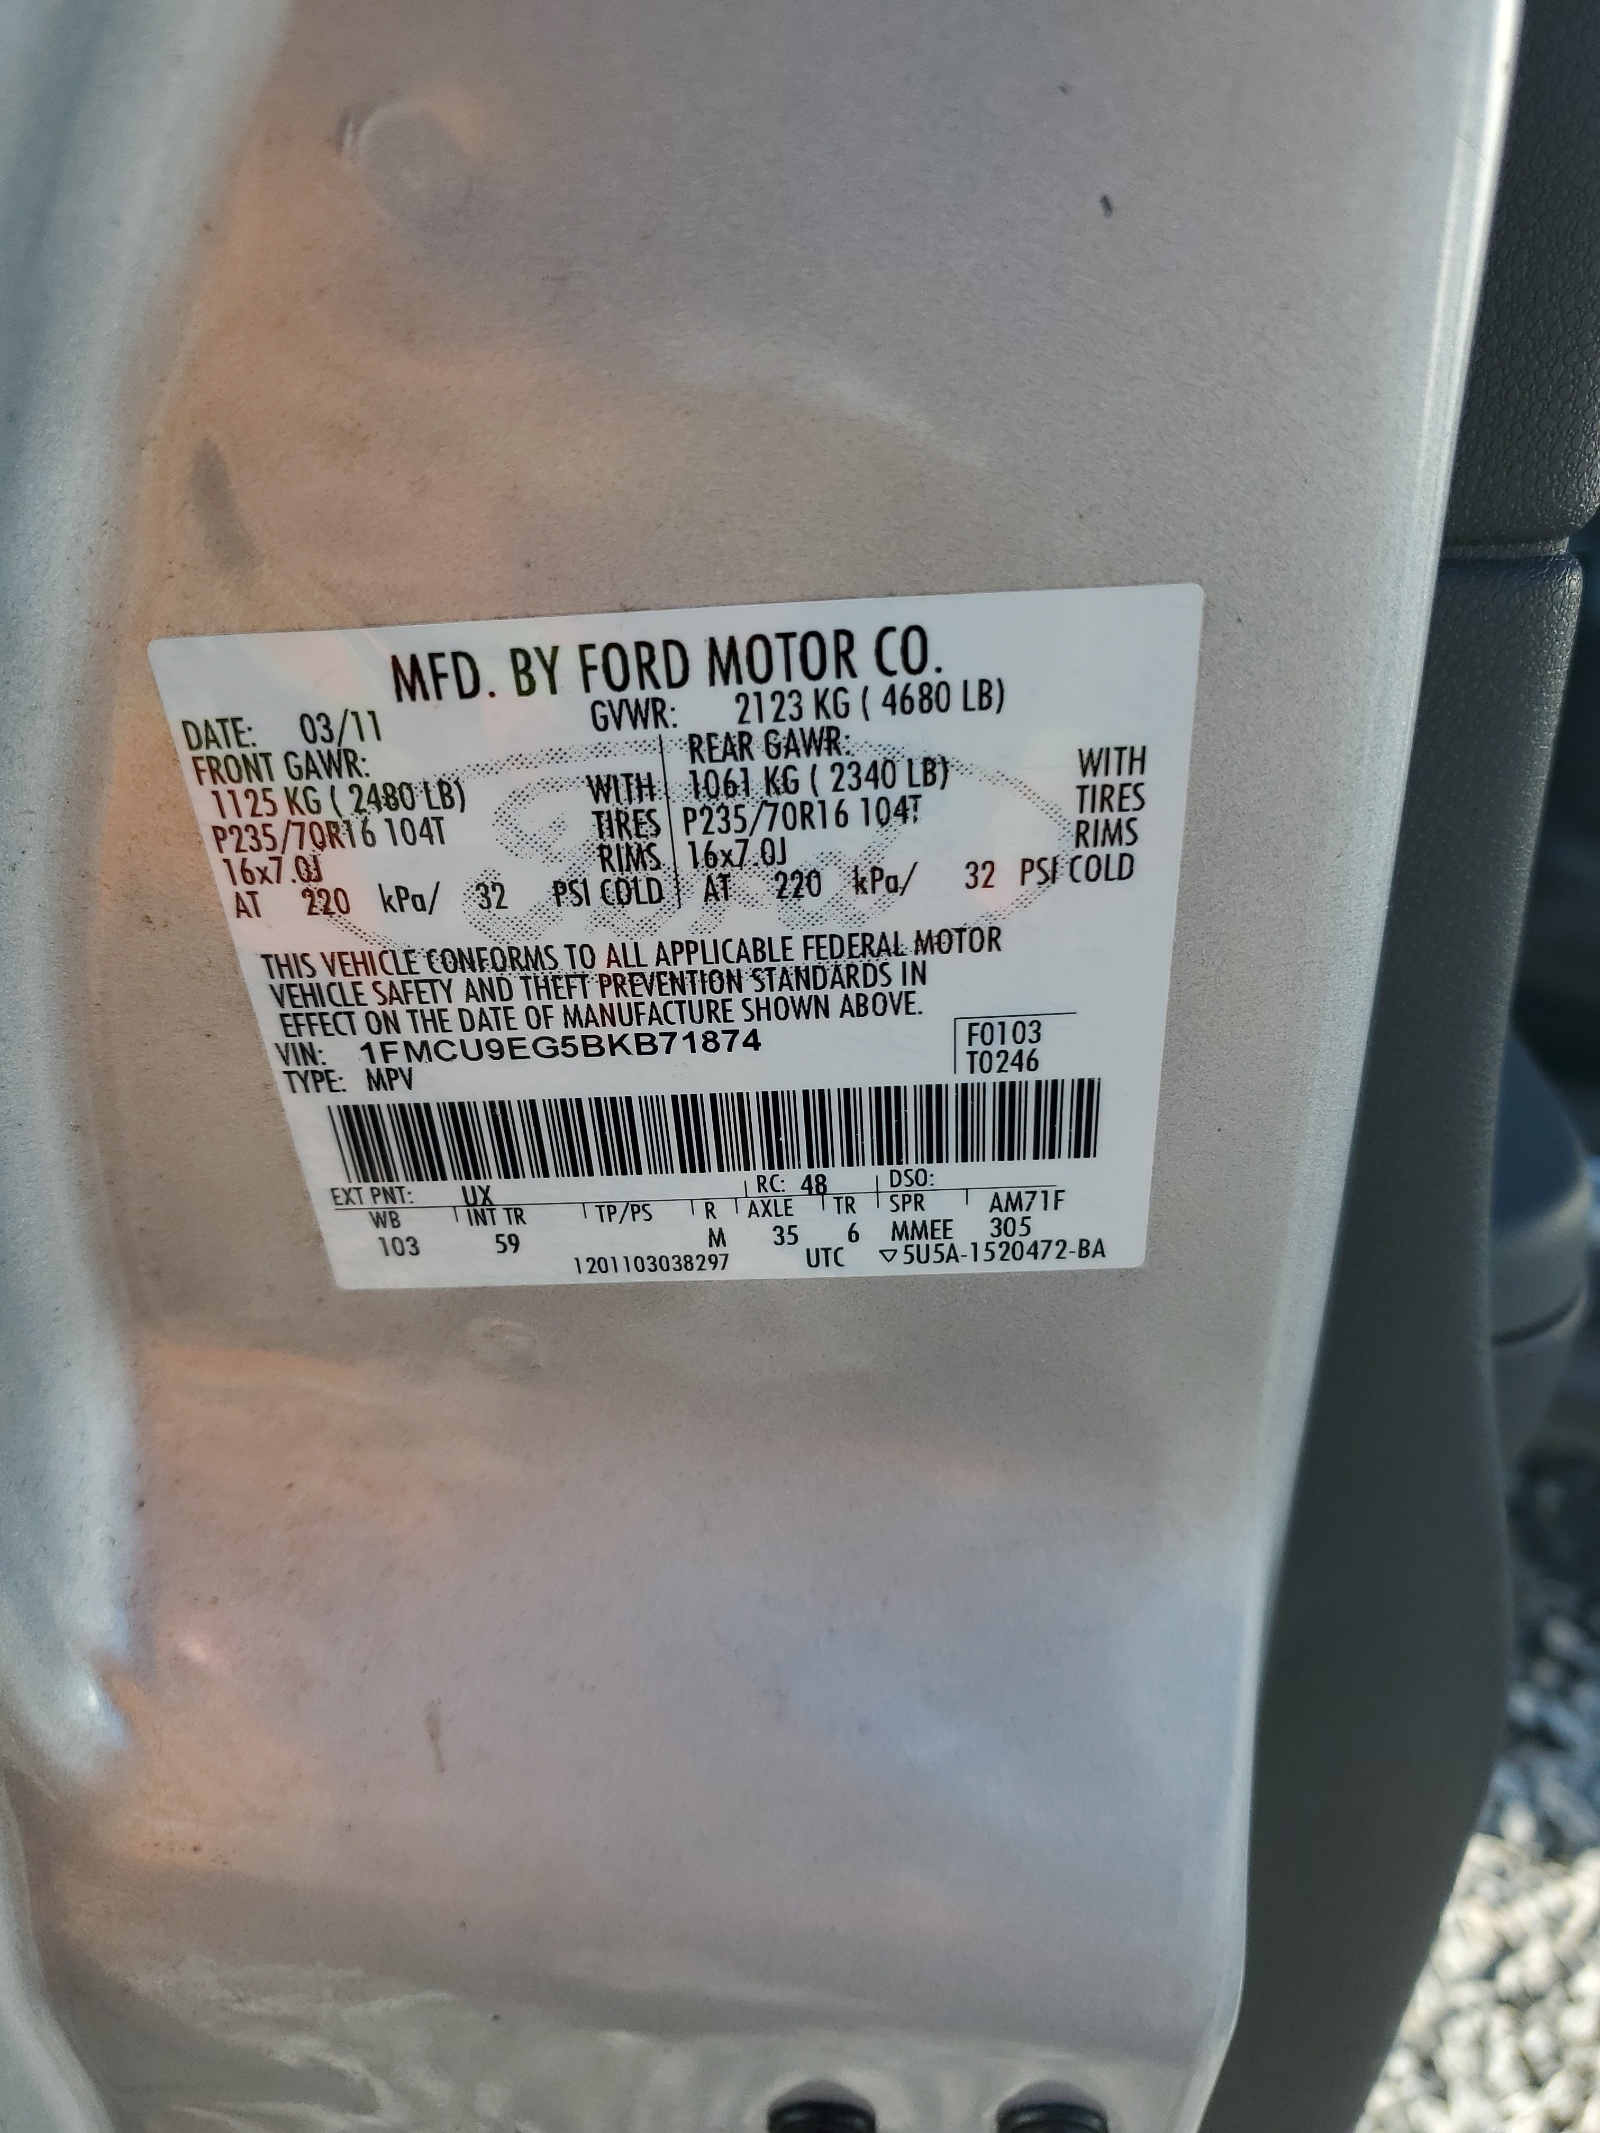 MFD. BY FORD MOTOR CO.
DATE: 03/11 GVWR: 2123 KG ( 4680 LB)
FRONT GAWR: REAR GAWR:
1125 KG ( 2480 LB) WITH 1061 KG ( 2340 LB) WITH
P235/70R16 104T TIRES P235/70R16 104T TIRES
16x7.0J RIMS 16x7.0J RIMS
AT 220 kPa/ 32 PSI COLD AT 220 kPa/ 32 PSI COLD
THIS VEHICLE CONFORMS TO ALL APPLICABLE FEDERAL MOTOR
VEHICLE SAFETY AND THEFT PREVENTION STANDARDS IN
EFFECT ON THE DATE OF MANUFACTURE SHOWN ABOVE.
VIN: 1FMCU9EG5BKB71874 F0103
TYPE: MPV T0246
EXT PNT: UX RC: 48 DSO:
WB INT TR TP/PS R AXLE TR SPR AM71F
103 59 M 35 6 MMEE 305
1201103038297 UTC ▽5U5A-1520472-BA